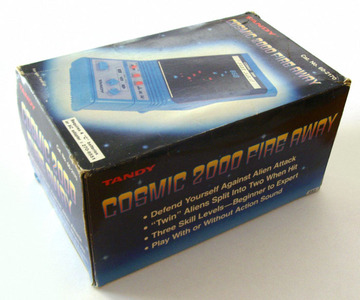 TANDY
COSMIC 2000 FIRE AWAY
Cat. No. 60-2170
TANDY
COSMIC 2000 FIRE AWAY
• Defend Yourself Against Alien Attack
• "Twin" Aliens Split Into Two When Hit
• Three Skill Levels—Beginner to Expert
• Play With or Without Action Sound
COSMIC 2000